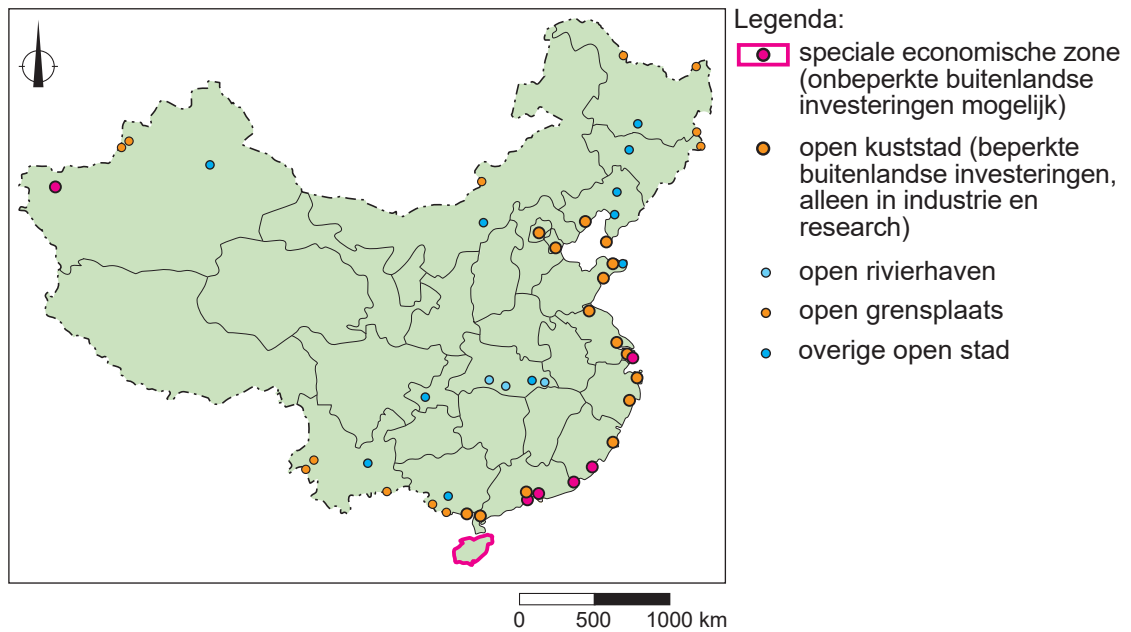 Legenda:
speciale economische zone
(onbeperkte buitenlandse
investeringen mogelijk)
open kuststad (beperkte
buitenlandse investeringen,
alleen in industrie en
research)
open rivierhaven
open grensplaats
overige open stad
0 500 1000 km